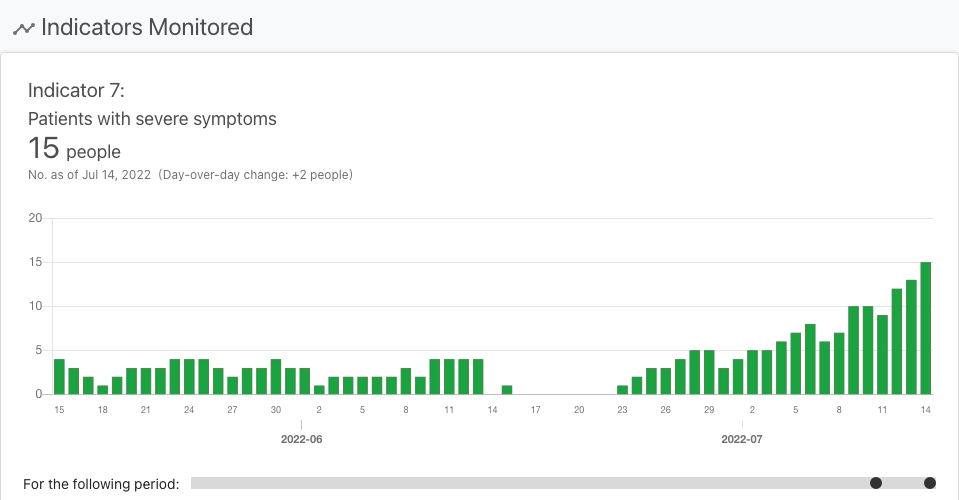 Indicators Monitored
Indicator 7:
Patients with severe symptoms
15 people
No. as of Jul 14, 2022 (Day-over-day change: +2 people)
20
15
10
5
0
15 18 21 24 27 30 2 5 8 11 14 17 20 23 26 29 2 5 8 11 14
2022-06 2022-07
For the following period: